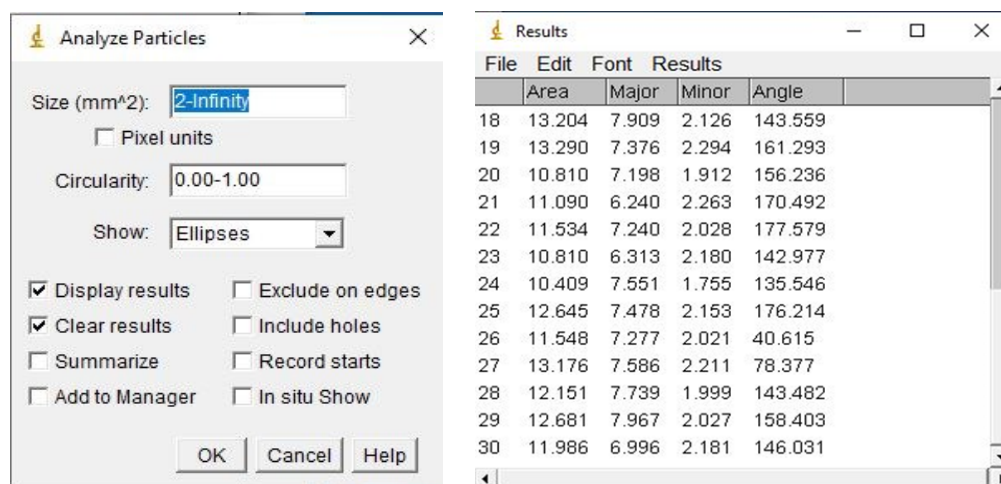 Analyze Particles
Size (mm^2): 2-Infinity
Pixel units
Circularity: 0.00-1.00
Show: Ellipses
Display results Exclude on edges
Clear results Include holes
Summarize Record starts
Add to Manager In situ Show
OK Cancel Help
Results
File Edit Font Results
Area Major Minor Angle
18 13.204 7.909 2.126 143.559
19 13.290 7.376 2.294 161.293
20 10.810 7.198 1.912 156.236
21 11.090 6.240 2.263 170.492
22 11.534 7.240 2.028 177.579
23 10.810 6.313 2.180 142.977
24 10.409 7.551 1.755 135.546
25 12.645 7.478 2.153 176.214
26 11.548 7.277 2.021 40.615
27 13.176 7.586 2.211 78.377
28 12.151 7.739 1.999 143.482
29 12.681 7.967 2.027 158.403
30 11.986 6.996 2.181 146.031